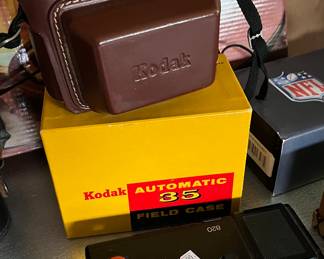 Kodak
NFL
Kodak AUTOMATIC
35
FIELD CASE
820